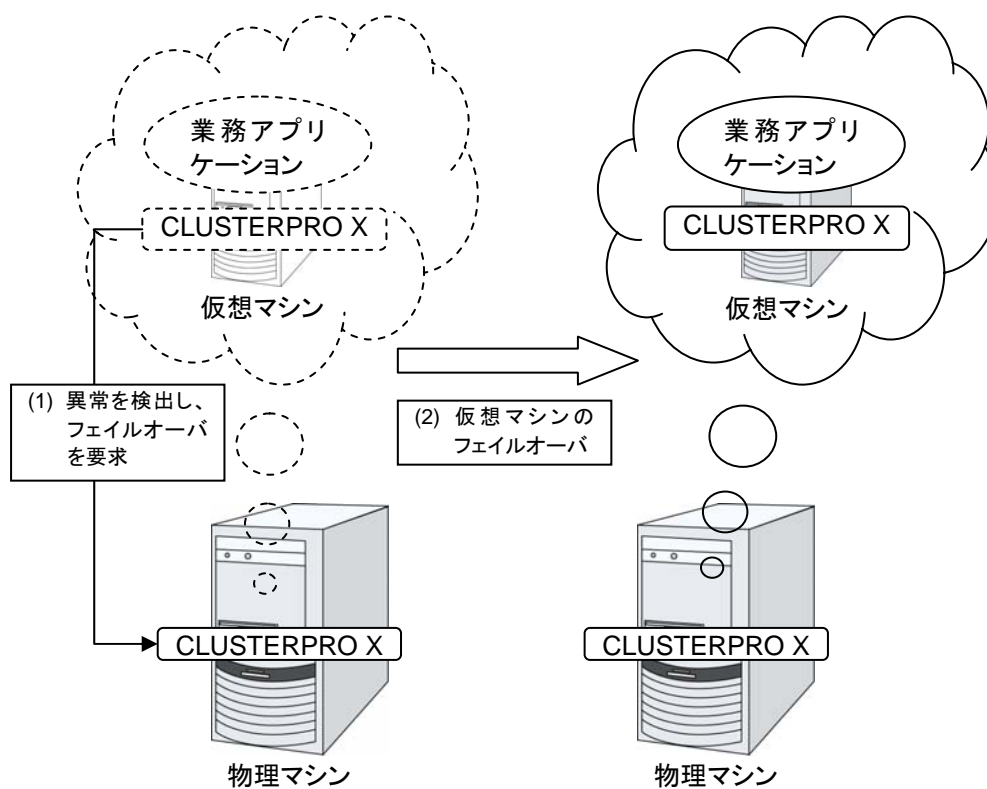 業務アプリ
ケーション
CLUSTERPRO X
仮想マシン
業務アプリ
ケーション
CLUSTERPRO X
仮想マシン
(1) 異常を検出し、
フェイルオーバ
を要求
(2) 仮想マシンの
フェイルオーバ
CLUSTERPRO X
物理マシン
CLUSTERPRO X
物理マシン